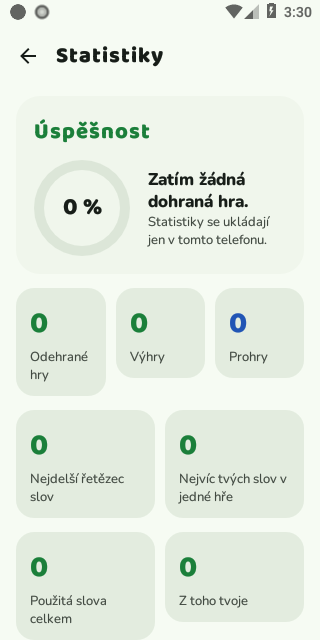 3:30
Statistiky
Úspěšnost
0 %
Zatím žádná
dohraná hra.
Statistiky se ukládají
jen v tomto telefonu.
0
Odehrané
hry
0
Výhry
0
Prohry
0
Nejdelší řetězec
slov
0
Nejvíc tvých slov v
jedné hře
0
Použitá slova
celkem
0
Z toho tvoje